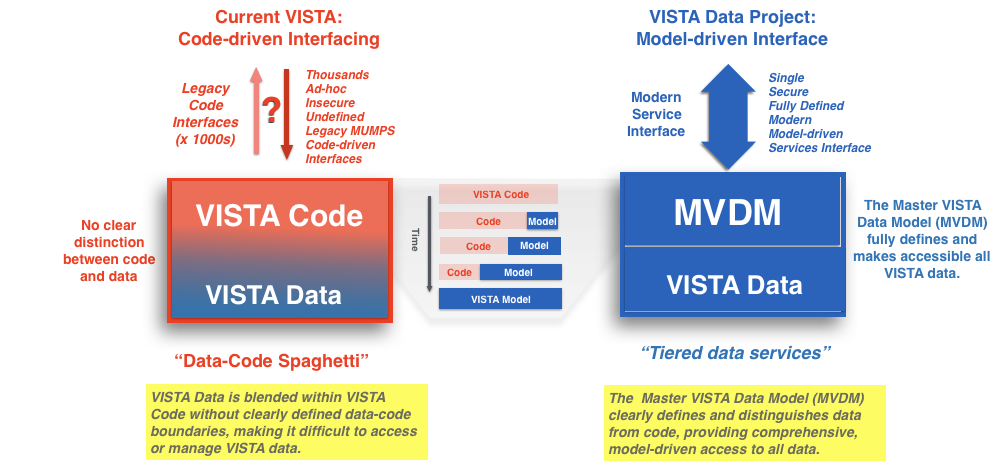 Current VISTA:
Code-driven Interfacing
Legacy
Code
Interfaces
(x 1000s)
?
Thousands
Ad-hoc
Insecure
Undefined
Legacy MUMPS
Code-driven
Interfaces
No clear
distinction
between code
and data
VISTA Code
VISTA Data
“Data-Code Spaghetti”
VISTA Data is blended within VISTA
Code without clearly defined data-code
boundaries, making it difficult to access
or manage VISTA data.
Time
VISTA Code
Code Model
Code Model
Code Model
VISTA Model
VISTA Data Project:
Model-driven Interface
Modern
Service
Interface
Single
Secure
Fully Defined
Modern
Model-driven
Services Interface
MVDM
VISTA Data
The Master VISTA
Data Model (MVDM)
fully defines and
makes accessible all
VISTA data.
“Tiered data services”
The Master VISTA Data Model (MVDM)
clearly defines and distinguishes data
from code, providing comprehensive,
model-driven access to all data.